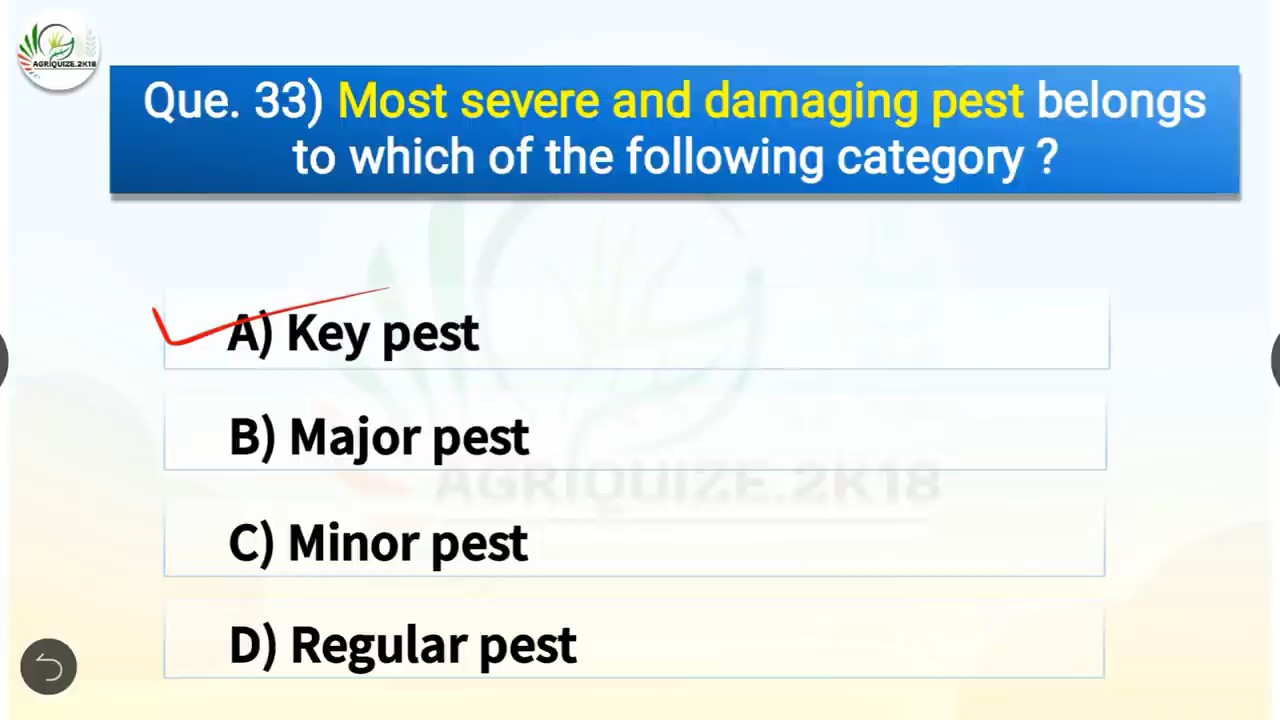 AGRIQUIZE.2K18
Que. 33) Most severe and damaging pest belongs
to which of the following category ?
A) Key pest
B) Major pest
AGRIQUIZE.2K18
C) Minor pest
D) Regular pest